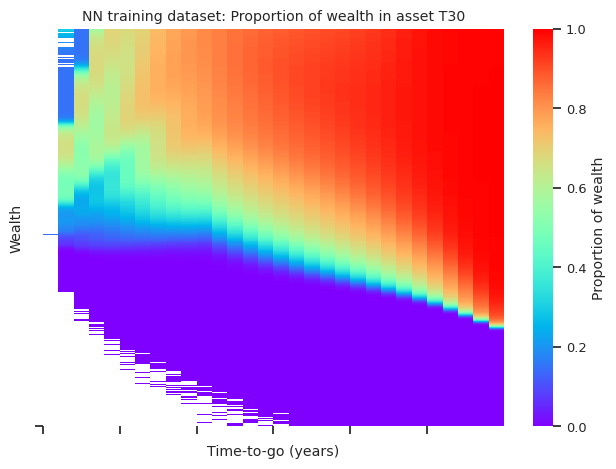 NN training dataset: Proportion of wealth in asset T30
Wealth
Time-to-go (years)
1.0
0.8
0.6
0.4
0.2
0.0
Proportion of wealth